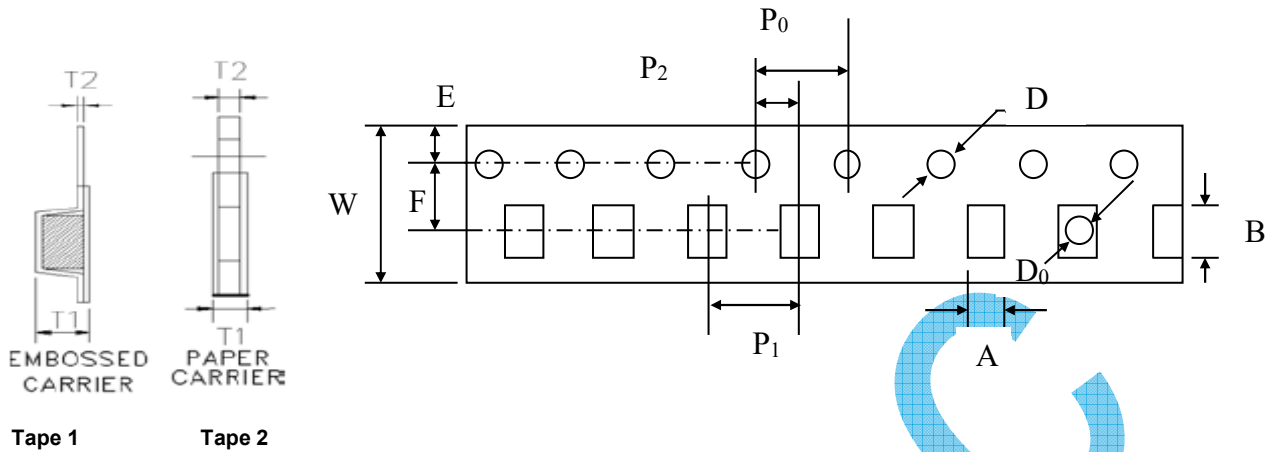 T2
T1
EMBOSSED
CARRIER
Tape 1
T2
T1
PAPER
CARRIER
Tape 2
P₀
P₂
E
D
W
F
B
D₀
P₁
A